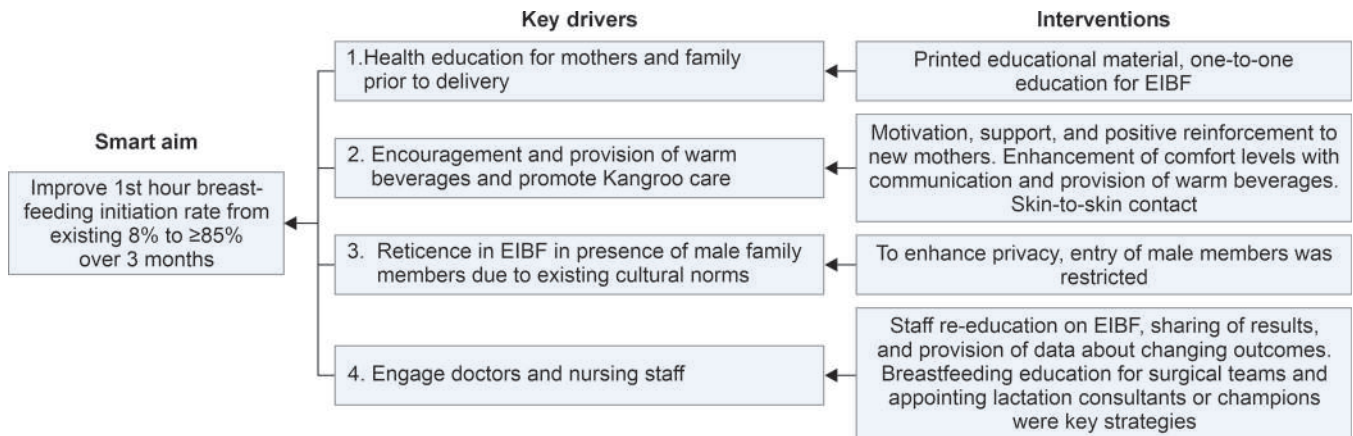 Key drivers
Interventions
Smart aim
Improve 1st hour breast-
feeding initiation rate from
existing 8% to ≥85%
over 3 months
1.Health education for mothers and family
prior to delivery
Printed educational material, one-to-one
education for EIBF
2. Encouragement and provision of warm
beverages and promote Kangroo care
Motivation, support, and positive reinforcement to
new mothers. Enhancement of comfort levels with
communication and provision of warm beverages.
Skin-to-skin contact
3. Reticence in EIBF in presence of male family
members due to existing cultural norms
To enhance privacy, entry of male members was
restricted
4. Engage doctors and nursing staff
Staff re-education on EIBF, sharing of results,
and provision of data about changing outcomes.
Breastfeeding education for surgical teams and
appointing lactation consultants or champions
were key strategies